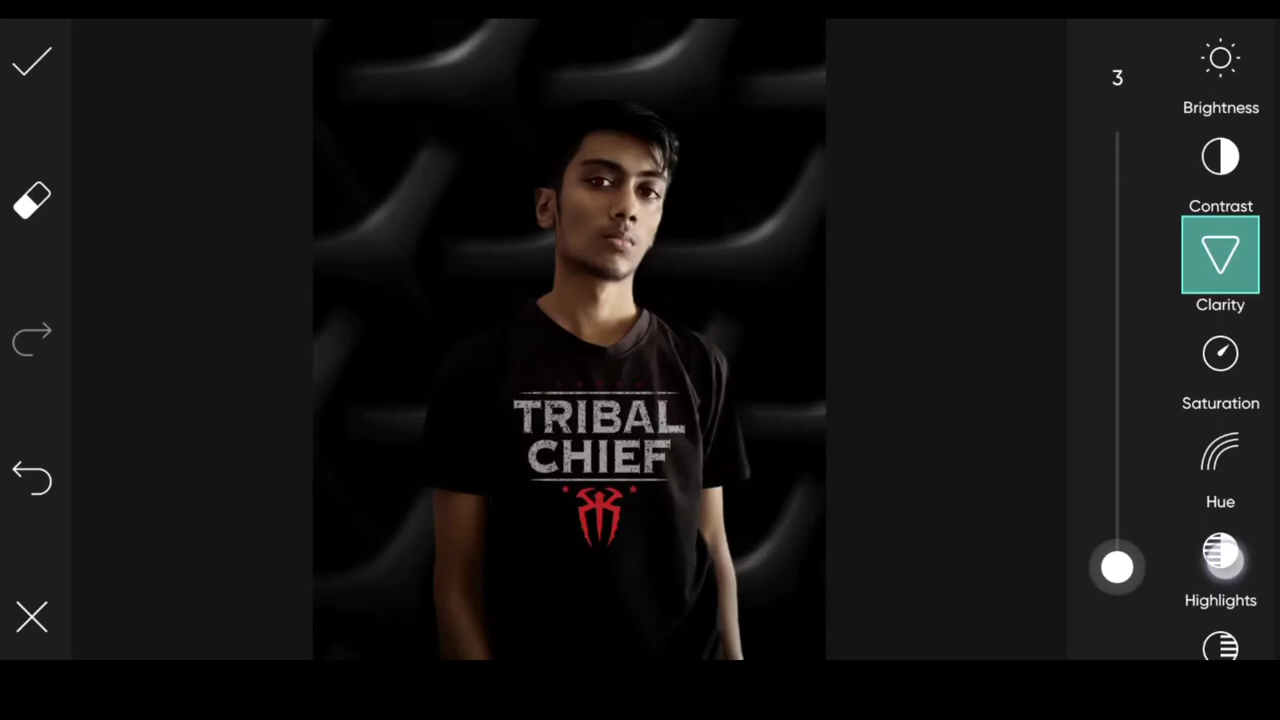 3
Brightness
Contrast
Clarity
Saturation
Hue
Highlights
TRIBAL
CHIEF